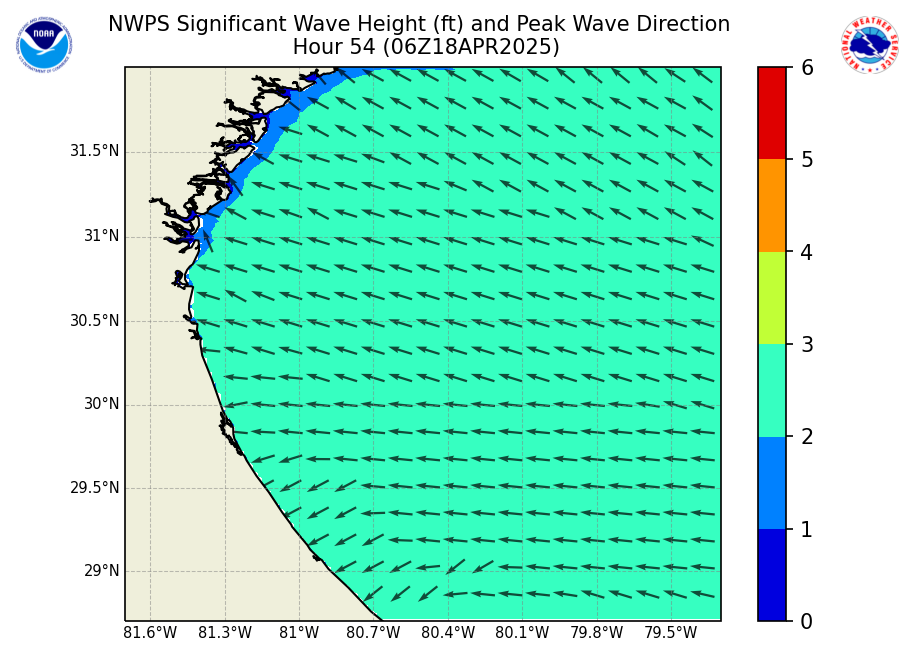 NWPS Significant Wave Height (ft) and Peak Wave Direction
Hour 54 (06Z18APR2025)
NOAA
NATIONAL WEATHER SERVICE
6
5
4
3
2
1
0
31.5°N
31°N
30.5°N
30°N
29.5°N
29°N
81.6°W 81.3°W 81°W 80.7°W 80.4°W 80.1°W 79.8°W 79.5°W